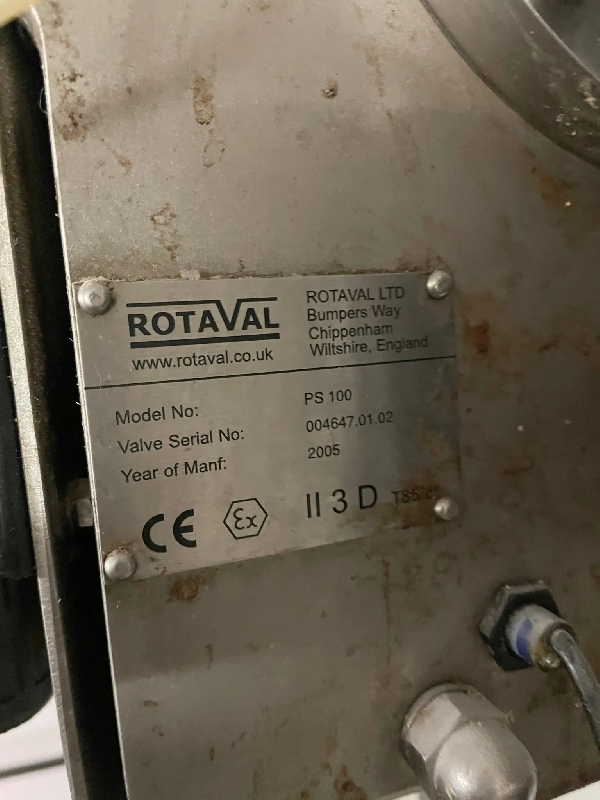 ROTAVAL
www.rotaval.co.uk
ROTAVAL LTD
Bumpers Way
Chippenham
Wiltshire, England
Model No: PS 100
Valve Serial No: 004647.01.02
Year of Manf: 2005
CE Ex II 3 D T85°C